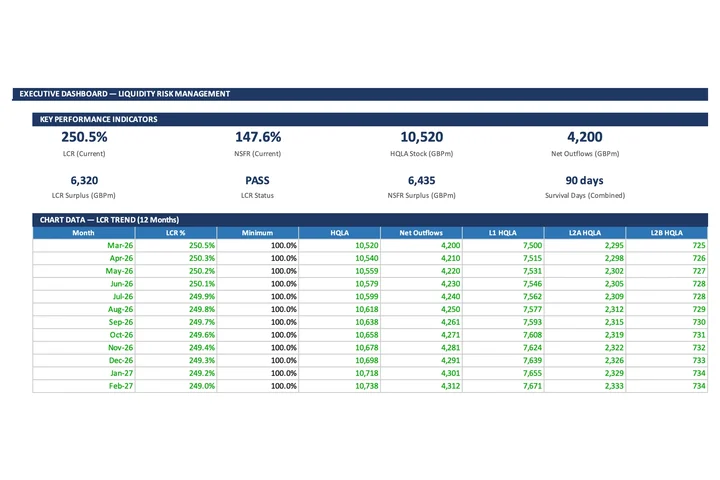 EXECUTIVE DASHBOARD — LIQUIDITY RISK MANAGEMENT
KEY PERFORMANCE INDICATORS
250.5% 147.6% 10,520 4,200
LCR (Current) NSFR (Current) HQLA Stock (GBPm) Net Outflows (GBPm)
6,320 PASS 6,435 90 days
LCR Surplus (GBPm) LCR Status NSFR Surplus (GBPm) Survival Days (Combined)
CHART DATA — LCR TREND (12 Months)
Month LCR % Minimum HQLA Net Outflows L1 HQLA L2A HQLA L2B HQLA
Mar-26 250.5% 100.0% 10,520 4,200 7,500 2,295 725
Apr-26 250.3% 100.0% 10,540 4,210 7,515 2,298 726
May-26 250.2% 100.0% 10,559 4,220 7,531 2,302 727
Jun-26 250.1% 100.0% 10,579 4,230 7,546 2,305 728
Jul-26 249.9% 100.0% 10,599 4,240 7,562 2,309 728
Aug-26 249.8% 100.0% 10,618 4,250 7,577 2,312 729
Sep-26 249.7% 100.0% 10,638 4,261 7,593 2,315 730
Oct-26 249.6% 100.0% 10,658 4,271 7,608 2,319 731
Nov-26 249.4% 100.0% 10,678 4,281 7,624 2,322 732
Dec-26 249.3% 100.0% 10,698 4,291 7,639 2,326 733
Jan-27 249.2% 100.0% 10,718 4,301 7,655 2,329 734
Feb-27 249.0% 100.0% 10,738 4,312 7,671 2,333 734